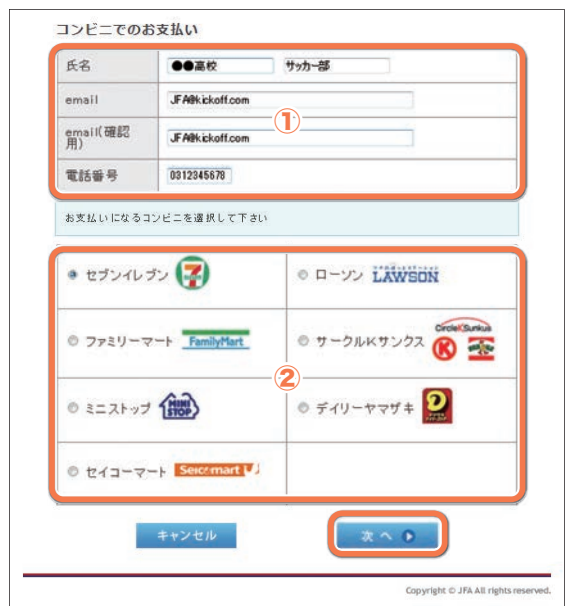 コンビニでのお支払い
氏名 ●●高校 サッカー部
email JFA@kickoff.com
①
email(確認
用) JFA@kickoff.com
電話番号 0312345678
お支払いになるコンビニを選択して下さい
セブンイレブン
ローソン LAWSON
ファミリーマート FamilyMart
サークルKサンクス CircleKSunkus K
②
ミニストップ MINI STOP
デイリーヤマザキ
セイコーマート Seicomart
キャンセル 次へ
Copyright © JFA All rights reserved.